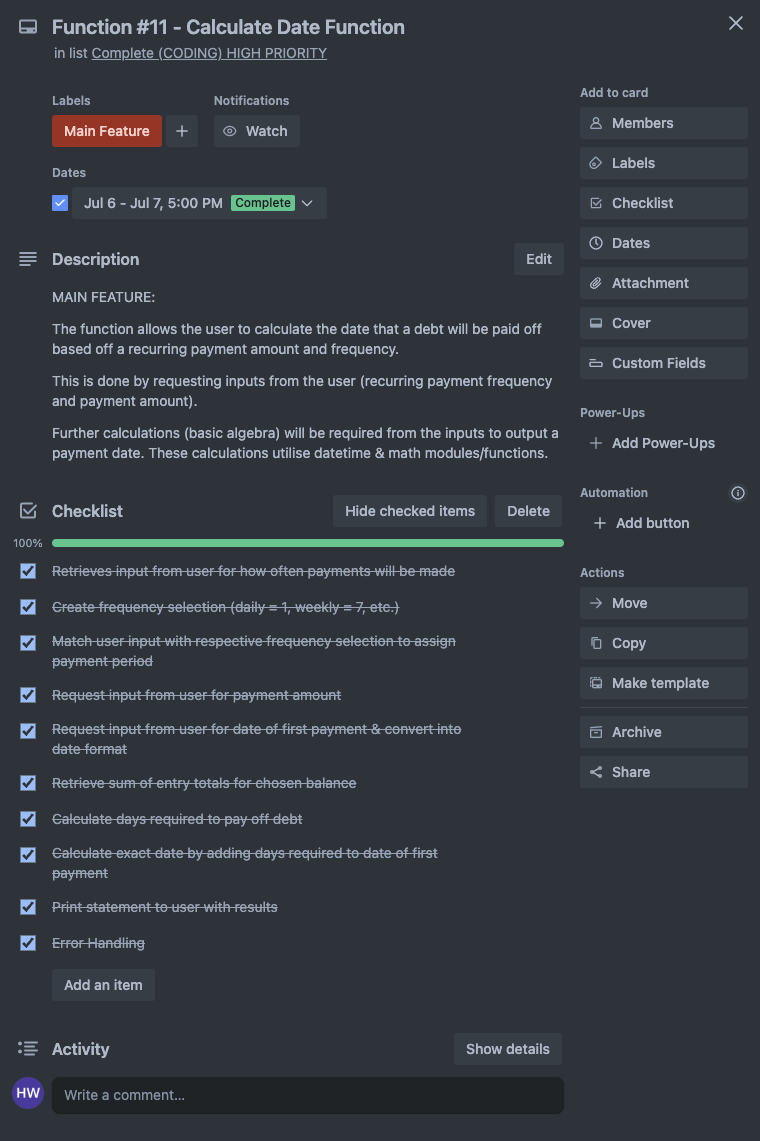 Function #11 - Calculate Date Function
in list Complete (CODING) HIGH PRIORITY
Labels
Main Feature
Notifications
Watch
Dates
Jul 6 - Jul 7, 5:00 PM Complete
Description
Edit
MAIN FEATURE:
The function allows the user to calculate the date that a debt will be paid off
based off a recurring payment amount and frequency.
This is done by requesting inputs from the user (recurring payment frequency
and payment amount).
Further calculations (basic algebra) will be required from the inputs to output a
payment date. These calculations utilise datetime & math modules/functions.
Checklist
Hide checked items
Delete
100%
Retrieves input from user for how often payments will be made
Create frequency selection (daily = 1, weekly = 7, etc.)
Match user input with respective frequency selection to assign
payment period
Request input from user for payment amount
Request input from user for date of first payment & convert into
date format
Retrieve sum of entry totals for chosen balance
Calculate days required to pay off debt
Calculate exact date by adding days required to date of first
payment
Print statement to user with results
Error Handling
Add an item
Activity
Show details
HW
Write a comment...
Add to card
Members
Labels
Checklist
Dates
Attachment
Cover
Custom Fields
Power-Ups
Add Power-Ups
Automation
Add button
Actions
Move
Copy
Make template
Archive
Share